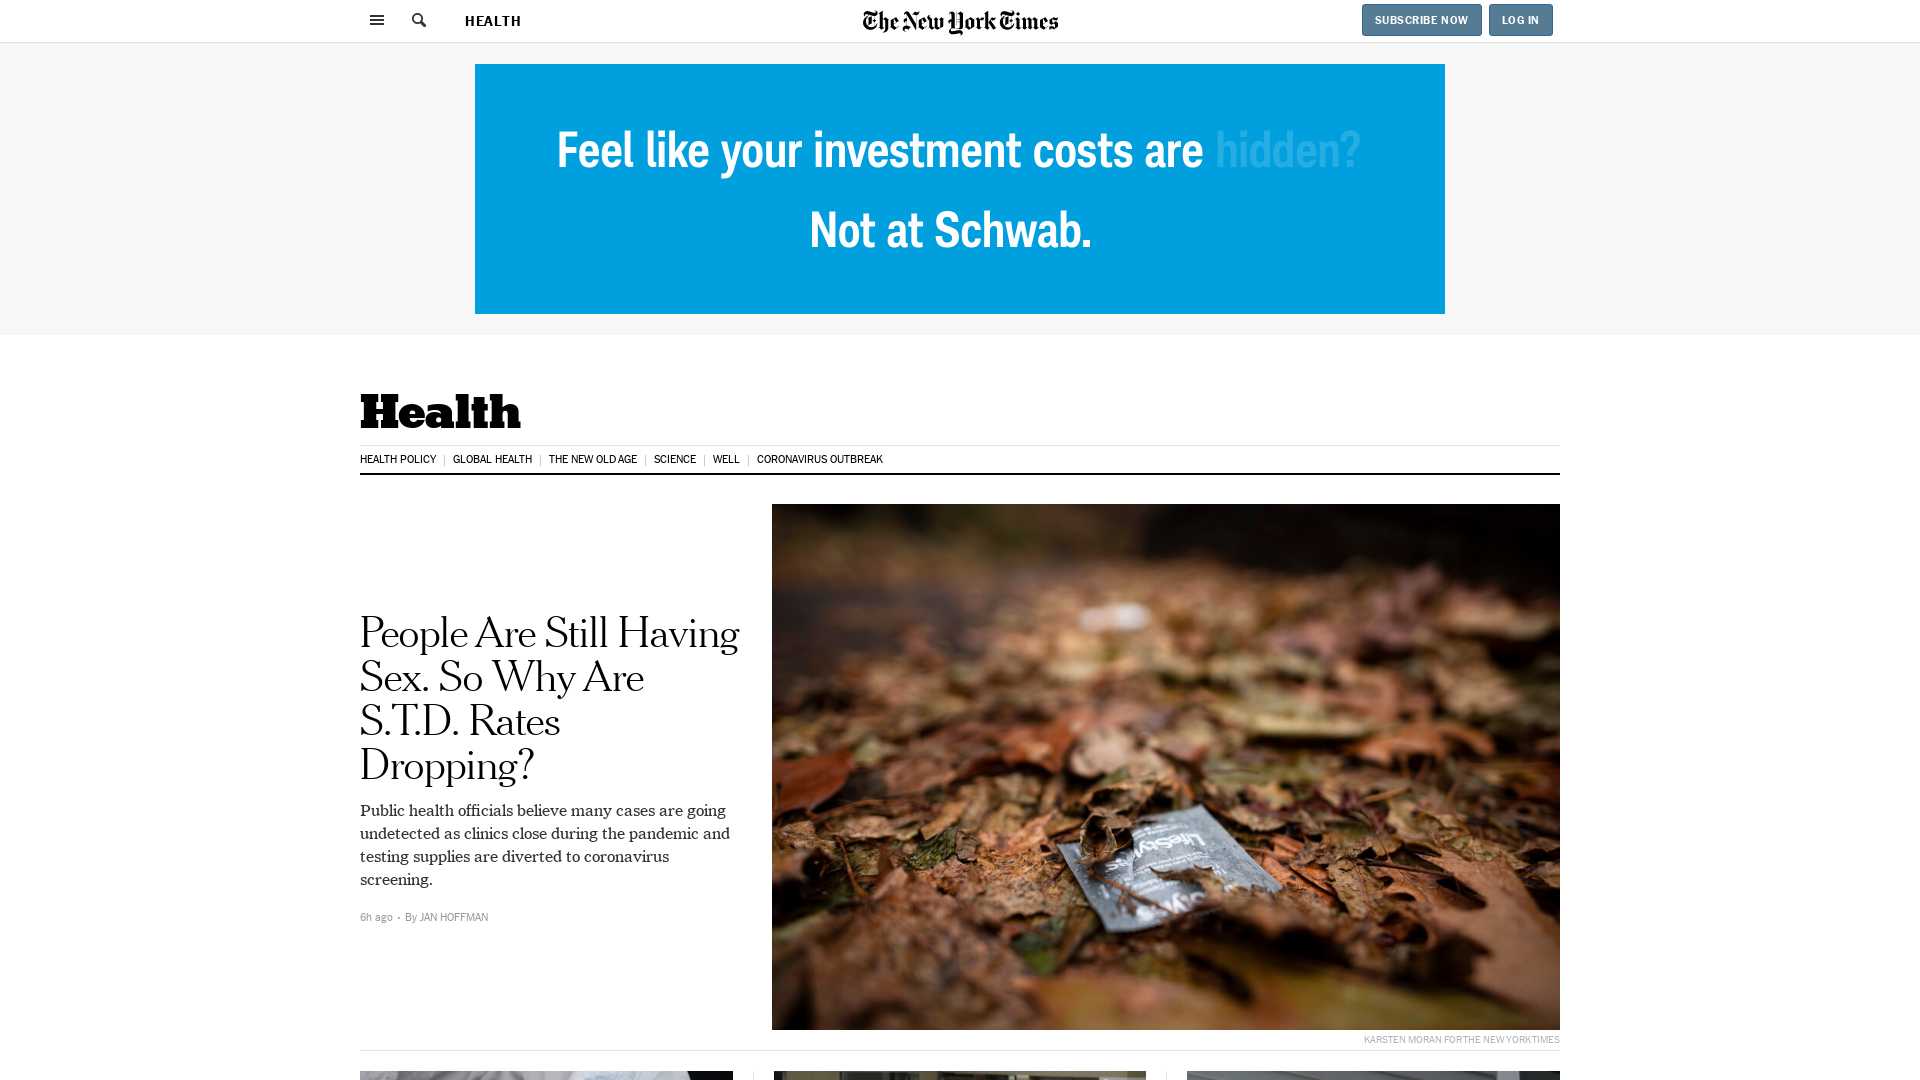 HEALTH
The New York Times
SUBSCRIBE NOW
LOG IN
Feel like your investment costs are hidden?
Not at Schwab.
Health
HEALTH POLICY
GLOBAL HEALTH
THE NEW OLD AGE
SCIENCE
WELL
CORONAVIRUS OUTBREAK
People Are Still Having
Sex. So Why Are
S.T.D. Rates
Dropping?
Public health officials believe many cases are going
undetected as clinics close during the pandemic and
testing supplies are diverted to coronavirus
screening.
6h ago • By JAN HOFFMAN
KARSTEN MORAN FOR THE NEW YORK TIMES